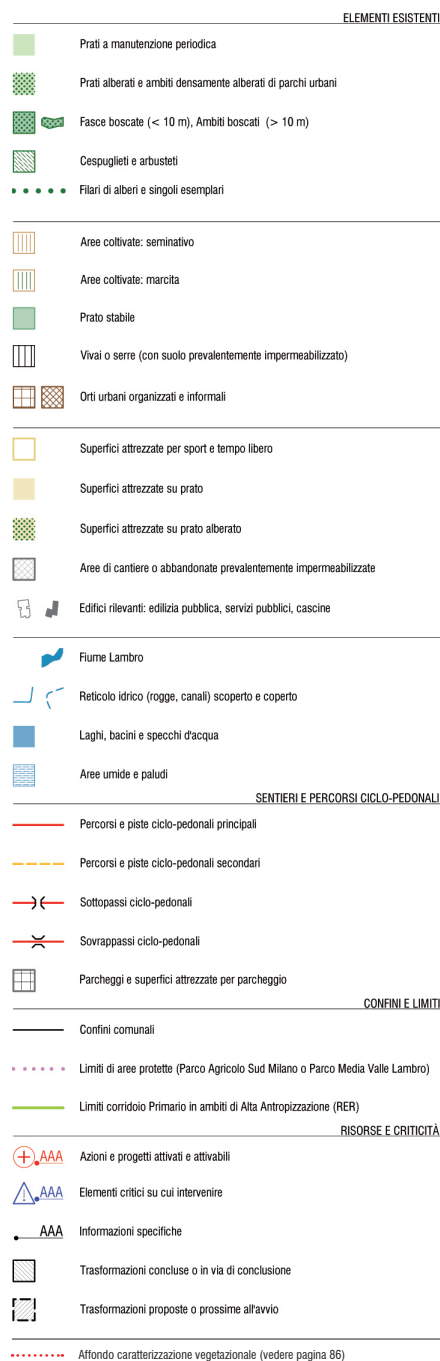 ELEMENTI ESISTENTI
Prati a manutenzione periodica
Prati alberati e ambiti densamente alberati di parchi urbani
Fasce boscate (< 10 m), Ambiti boscati (> 10 m)
Cespuglieti e arbusteti
Filari di alberi e singoli esemplari
Aree coltivate: seminativo
Aree coltivate: marcita
Prato stabile
Vivai o serre (con suolo prevalentemente impermeabilizzato)
Orti urbani organizzati e informali
Superfici attrezzate per sport e tempo libero
Superfici attrezzate su prato
Superfici attrezzate su prato alberato
Aree di cantiere o abbandonate prevalentemente impermeabilizzate
Edifici rilevanti: edilizia pubblica, servizi pubblici, cascine
Fiume Lambro
Reticolo idrico (rogge, canali) scoperto e coperto
Laghi, bacini e specchi d'acqua
Aree umide e paludi
SENTIERI E PERCORSI CICLO-PEDONALI
Percorsi e piste ciclo-pedonali principali
Percorsi e piste ciclo-pedonali secondari
Sottopassi ciclo-pedonali
Sovrappassi ciclo-pedonali
Parcheggi e superfici attrezzate per parcheggio
CONFINI E LIMITI
Confini comunali
Limiti di aree protette (Parco Agricolo Sud Milano o Parco Media Valle Lambro)
Limiti corridoio Primario in ambiti di Alta Antropizzazione (RER)
RISORSE E CRITICITÀ
AAA Azioni e progetti attivati e attivabili
AAA Elementi critici su cui intervenire
AAA Informazioni specifiche
Trasformazioni concluse o in via di conclusione
Trasformazioni proposte o prossime all'avvio
Affondo caratterizzazione vegetazionale (vedere pagina 86)